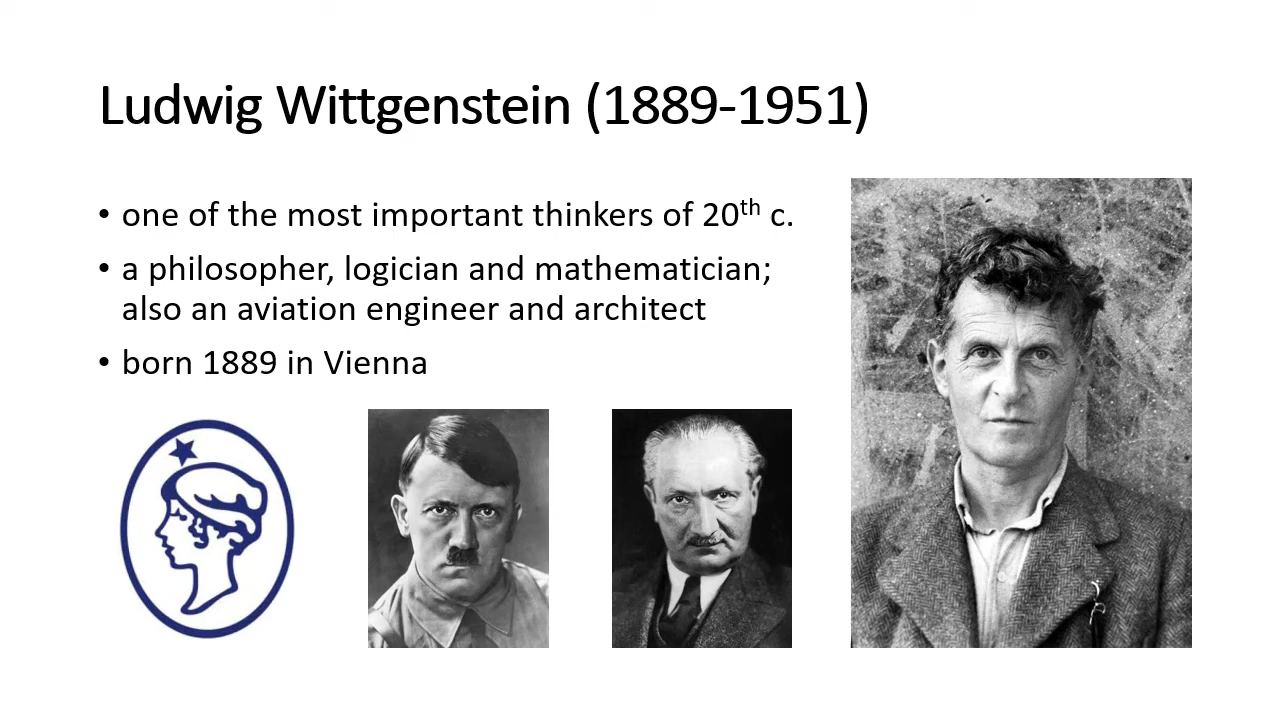 Ludwig Wittgenstein (1889-1951)
• one of the most important thinkers of 20th c.
• a philosopher, logician and mathematician;
also an aviation engineer and architect
• born 1889 in Vienna